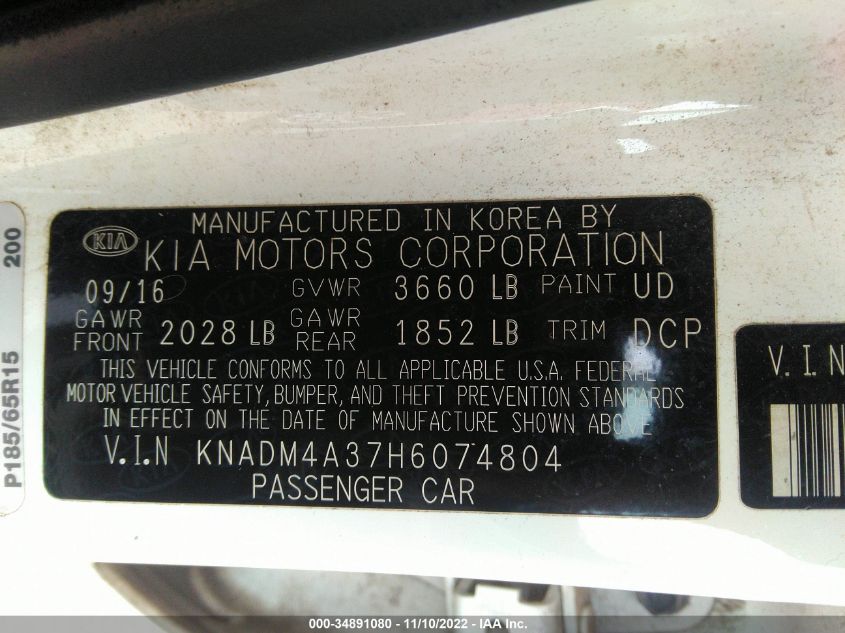 200
P185/65R15
MANUFACTURED IN KOREA BY
KIA
KIA MOTORS CORPORATION
09/16 GVWR 3660 LB PAINT UD
GAWR FRONT 2028 LB GAWR REAR 1852 LB TRIM DCP
THIS VEHICLE CONFORMS TO ALL APPLICABLE U.S.A. FEDERAL
MOTOR VEHICLE SAFETY, BUMPER, AND THEFT PREVENTION STANDARDS
IN EFFECT ON THE DATE OF MANUFACTURE SHOWN ABOVE
V.I.N KNADM4A37H6074804
PASSENGER CAR
V.I.N
000-34891080 — 11/10/2022 — IAA Inc.